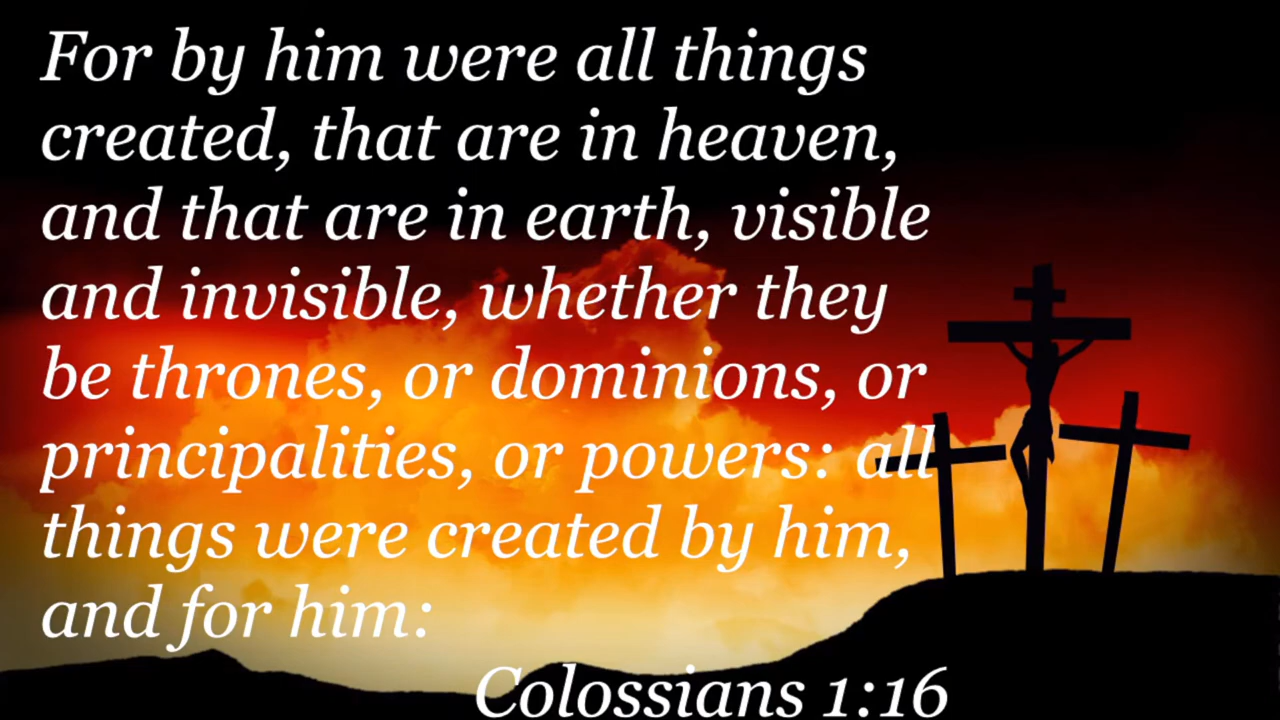 For by him were all things
created, that are in heaven,
and that are in earth, visible
and invisible, whether they
be thrones, or dominions, or
principalities, or powers: all
things were created by him,
and for him:
Colossians 1:16